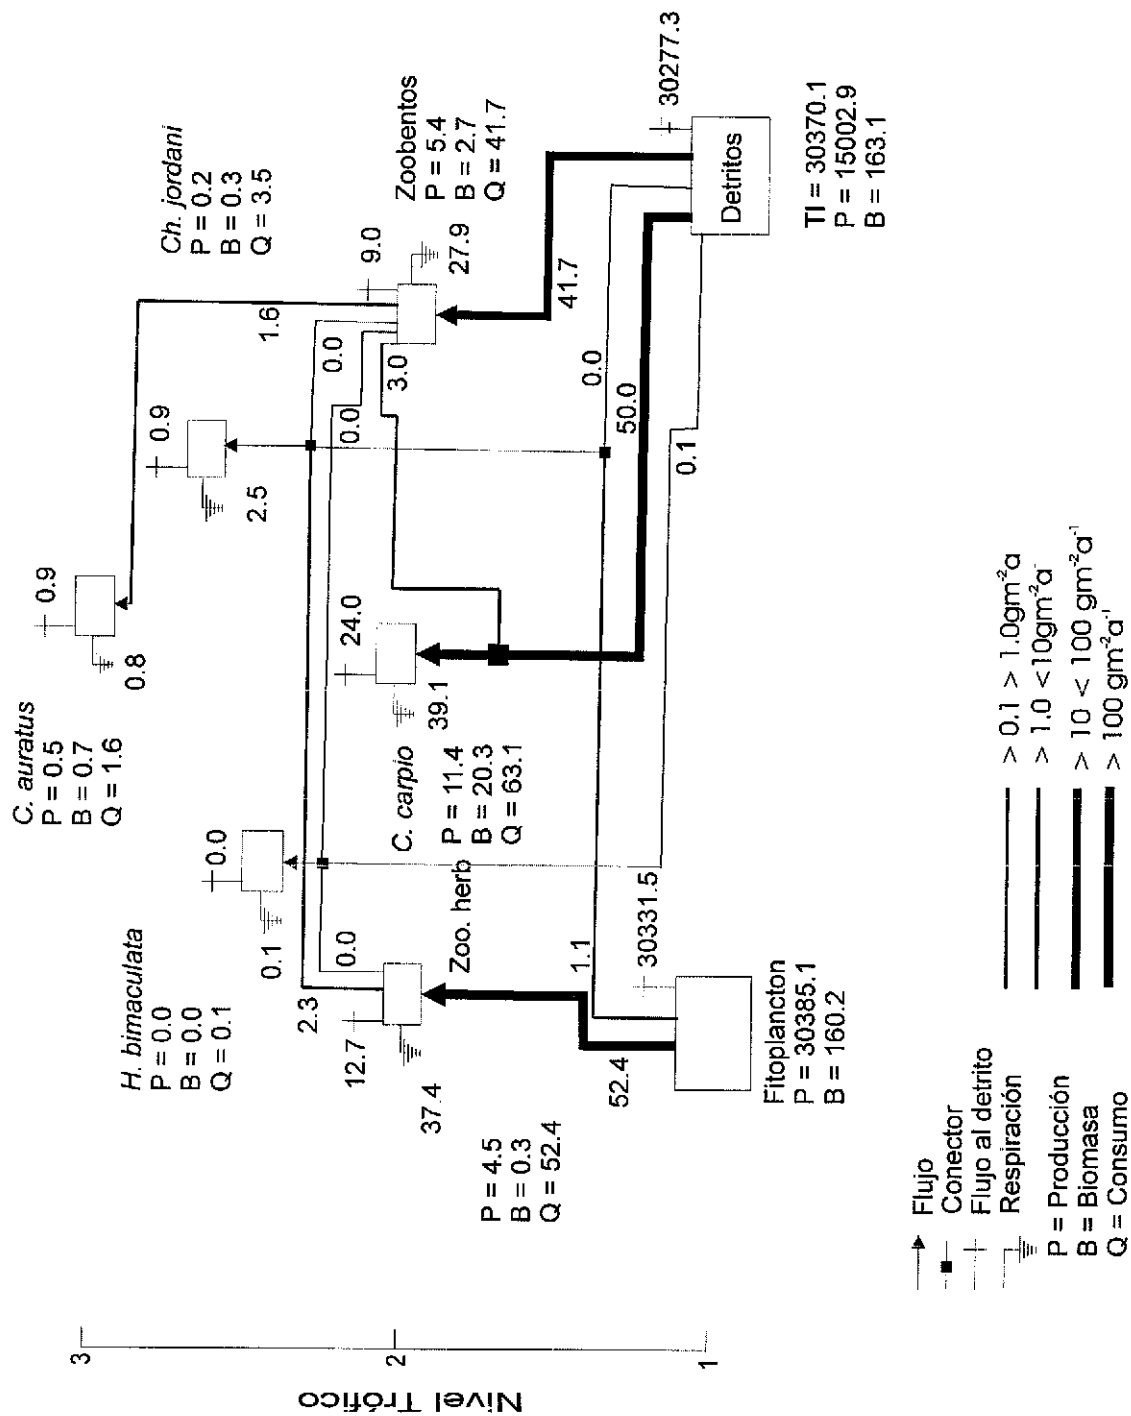 Nivel Trófico
3
2
1
C. auratus
P = 0.5
B = 0.7
Q = 1.6
0.9
0.8
Ch. jordani
P = 0.2
B = 0.3
Q = 3.5
0.9
2.5
H. bimaculata
P = 0.0
B = 0.0
Q = 0.1
0.0
0.1
1.6
0.0
0.0
3.0
9.0
27.9
Zoobentos
P = 5.4
B = 2.7
Q = 41.7
24.0
39.1
C. carpio
P = 11.4
B = 20.3
Q = 63.1
2.3
0.0
12.7
37.4
Zoo. herb
P = 4.5
B = 0.3
Q = 52.4
41.7
0.0
50.0
0.1
1.1
52.4
30331.5
Fitoplancton
P = 30385.1
B = 160.2
30277.3
Detritos
TI = 30370.1
P = 15002.9
B = 163.1
Flujo
Conector
Flujo al detrito
Respiración
P = Producción
B = Biomasa
Q = Consumo
> 0.1 > 1.0gm⁻²a
> 1.0 <10gm⁻²a⁻
> 10 < 100 gm⁻²a⁻¹
> 100 gm⁻²a⁻¹